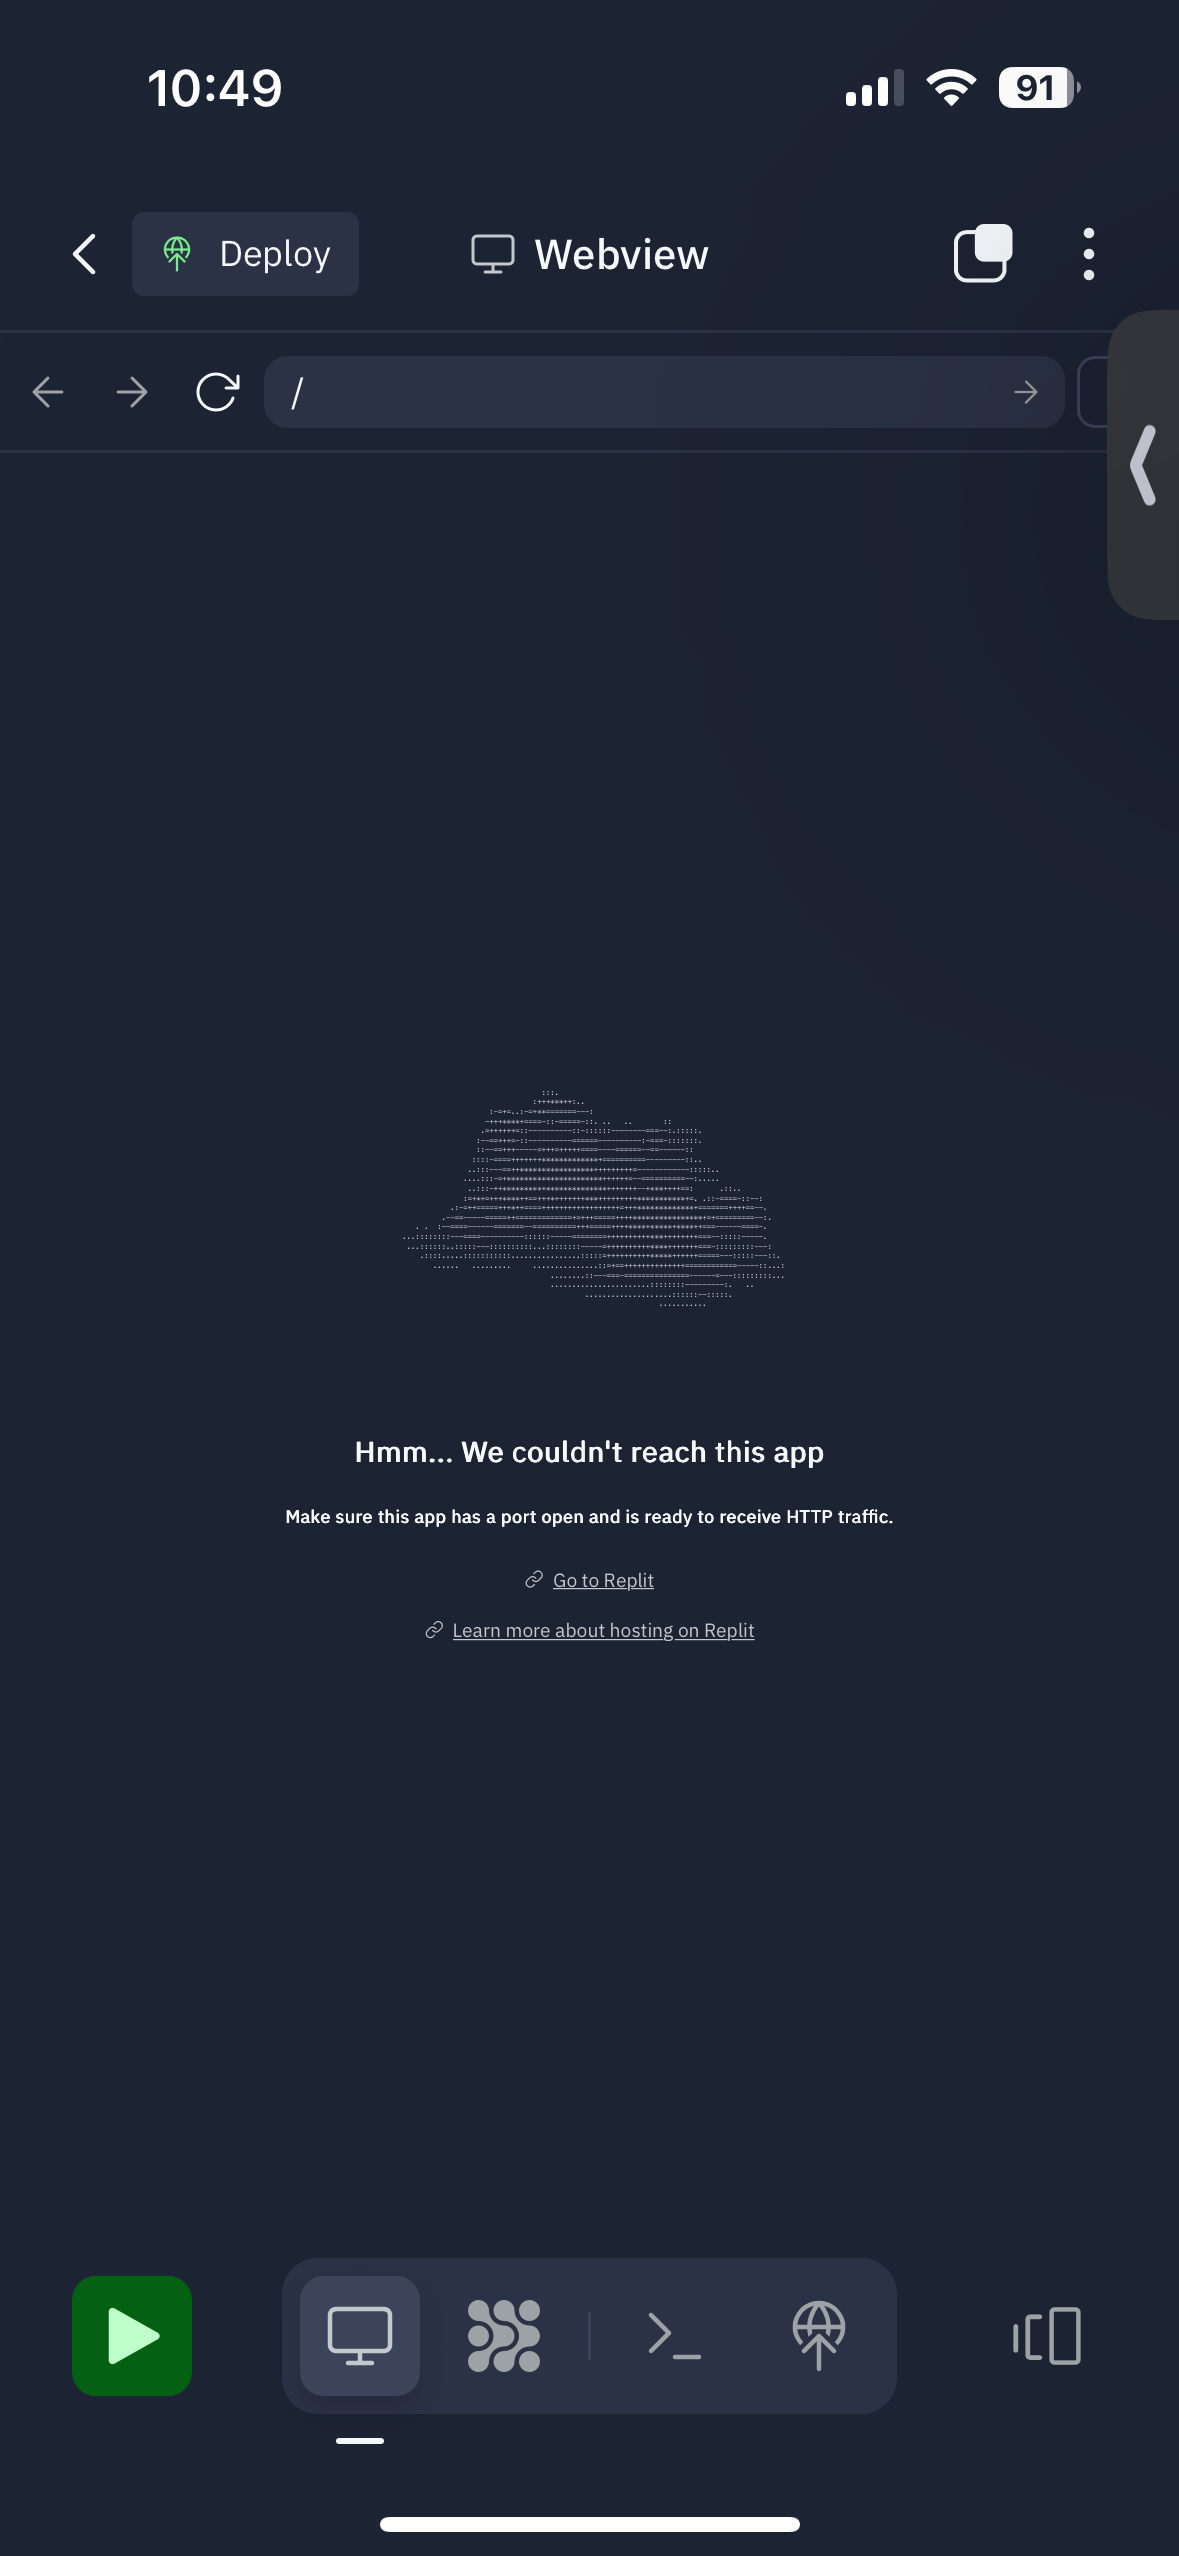 10:49
91
Deploy
Webview
/
Hmm... We couldn't reach this app
Make sure this app has a port open and is ready to receive HTTP traffic.
Go to Replit
Learn more about hosting on Replit